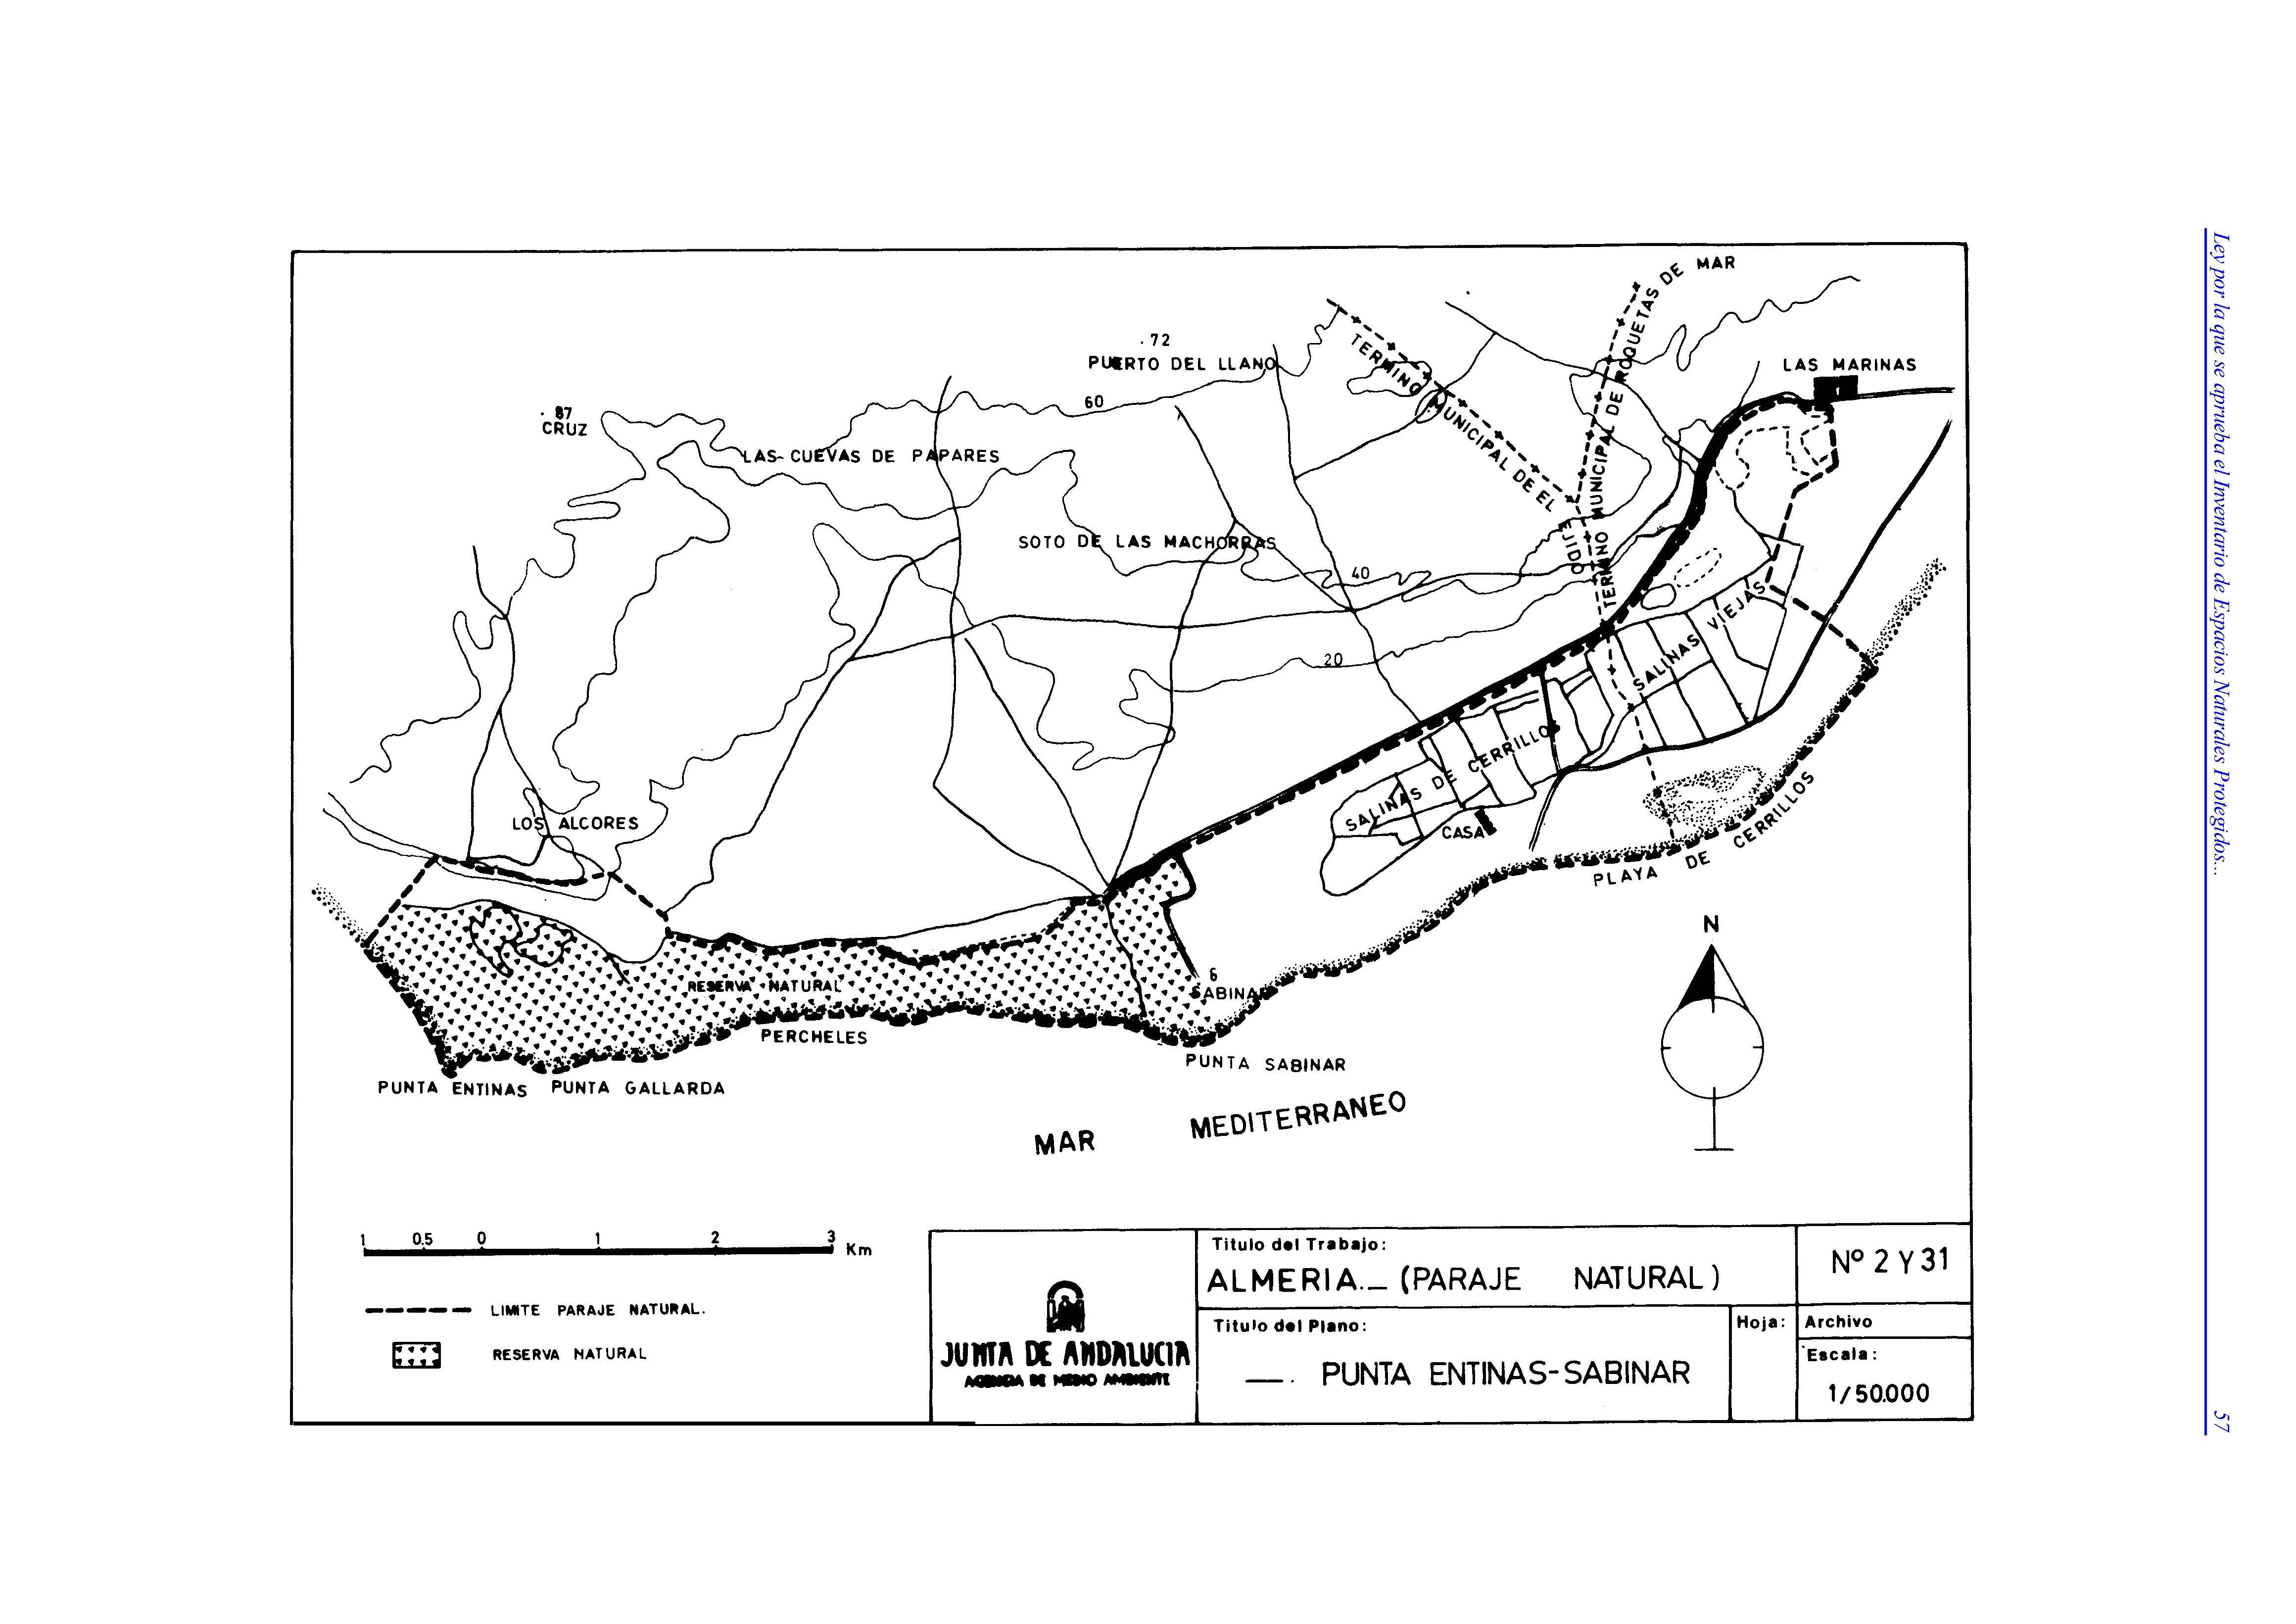 TERMINO MUNICIPAL DE ROQUETAS DE MAR
. 72
PUERTO DEL LLANO
TERMINO MUNICIPAL DE EL EJIDO
LAS MARINAS
60
. 87
CRUZ
LAS CUEVAS DE PAPARES
SOTO DE LAS MACHORRAS
40
20
SALINAS VIEJAS
SALINAS DE CERRILLOS
CASA
LOS ALCORES
PLAYA DE CERRILLOS
N
6
SABINAR
RESERVA NATURAL
PERCHELES
PUNTA SABINAR
PUNTA ENTINAS
PUNTA GALLARDA
MAR MEDITERRANEO
1 0.5 0 1 2 3 Km
LIMITE PARAJE NATURAL.
RESERVA NATURAL
JUNTA DE ANDALUCIA
AGENCIA DE MEDIO AMBIENTE
Titulo del Trabajo:
ALMERIA._ (PARAJE NATURAL)
Nº 2 Y 31
Titulo del Plano:
—. PUNTA ENTINAS-SABINAR
Hoja:
Archivo
Escala:
1/50.000
Ley por la que se aprueba el Inventario de Espacios Naturales Protegidos...
57